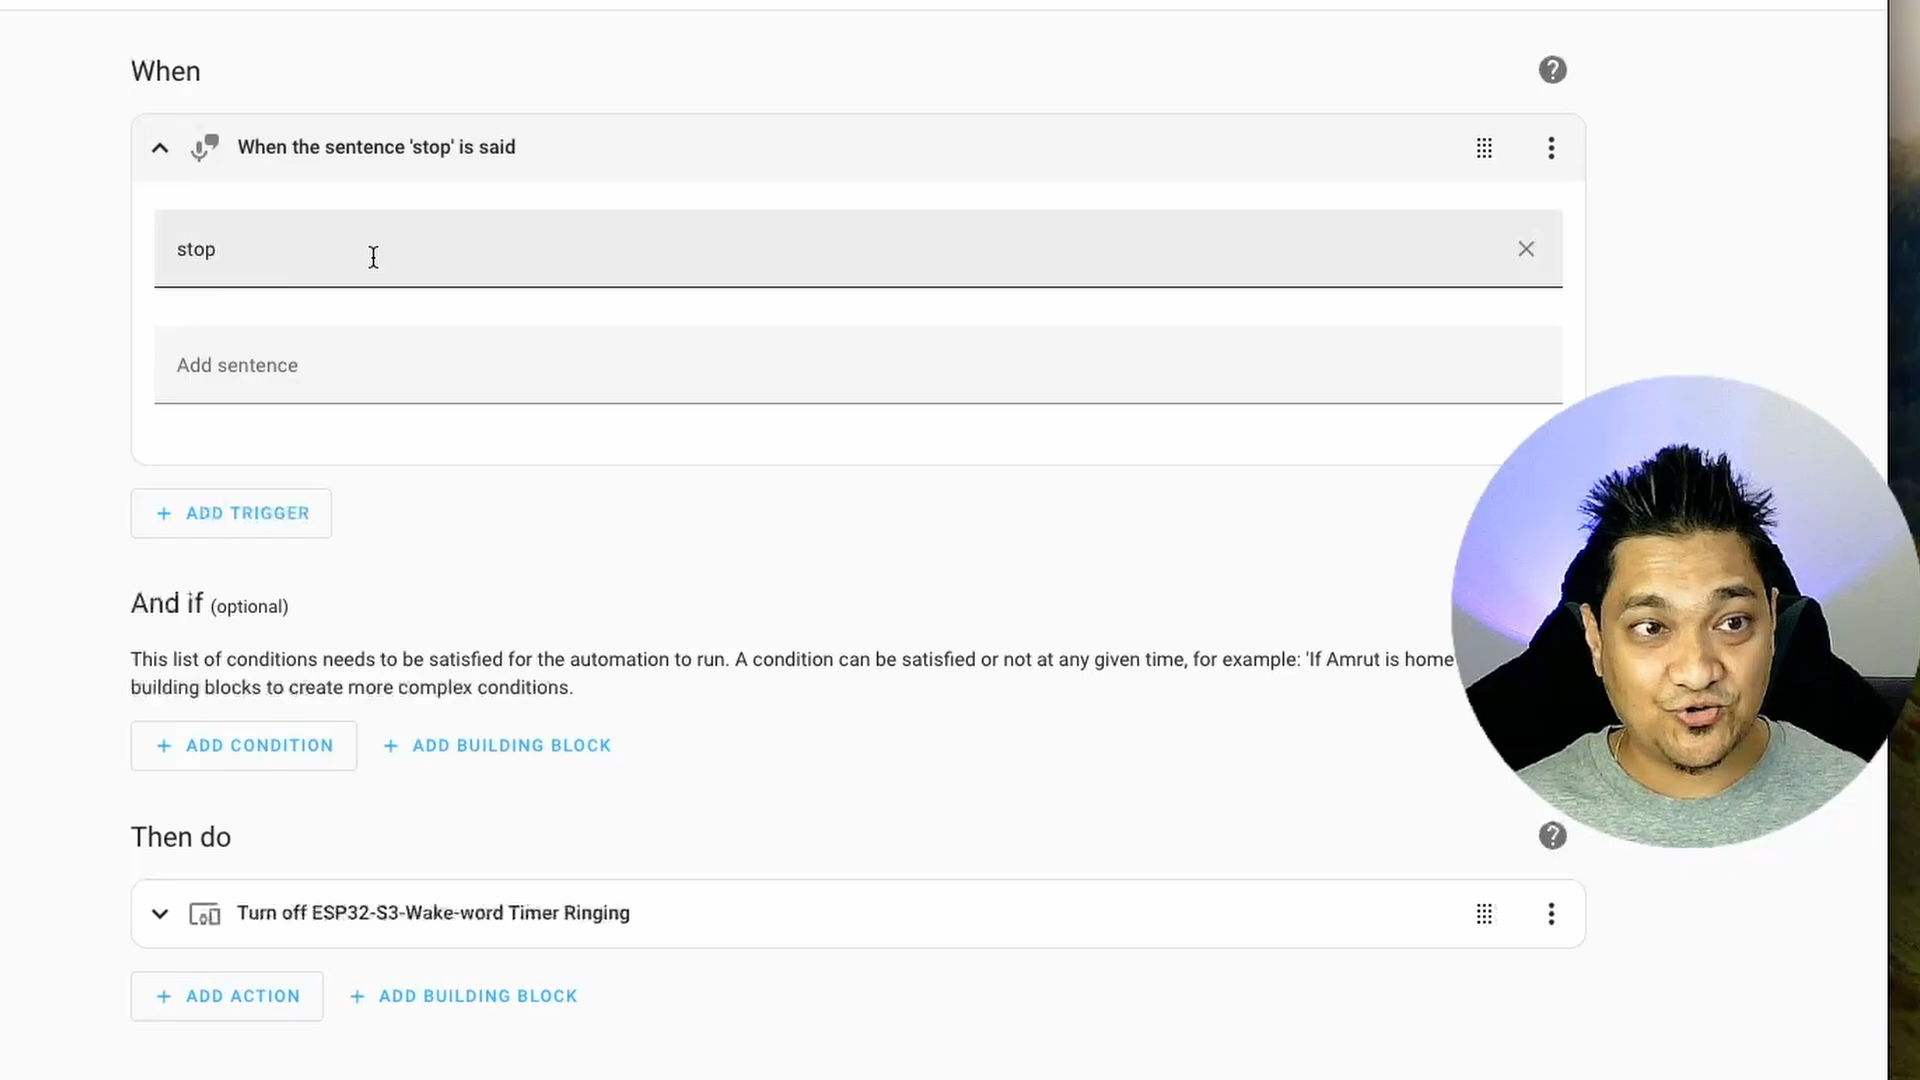 When
When the sentence 'stop' is said
stop
Add sentence
+ ADD TRIGGER
And if (optional)
This list of conditions needs to be satisfied for the automation to run. A condition can be satisfied or not at any given time, for example: 'If Amrut is home
building blocks to create more complex conditions.
+ ADD CONDITION + ADD BUILDING BLOCK
Then do
Turn off ESP32-S3-Wake-word Timer Ringing
+ ADD ACTION + ADD BUILDING BLOCK